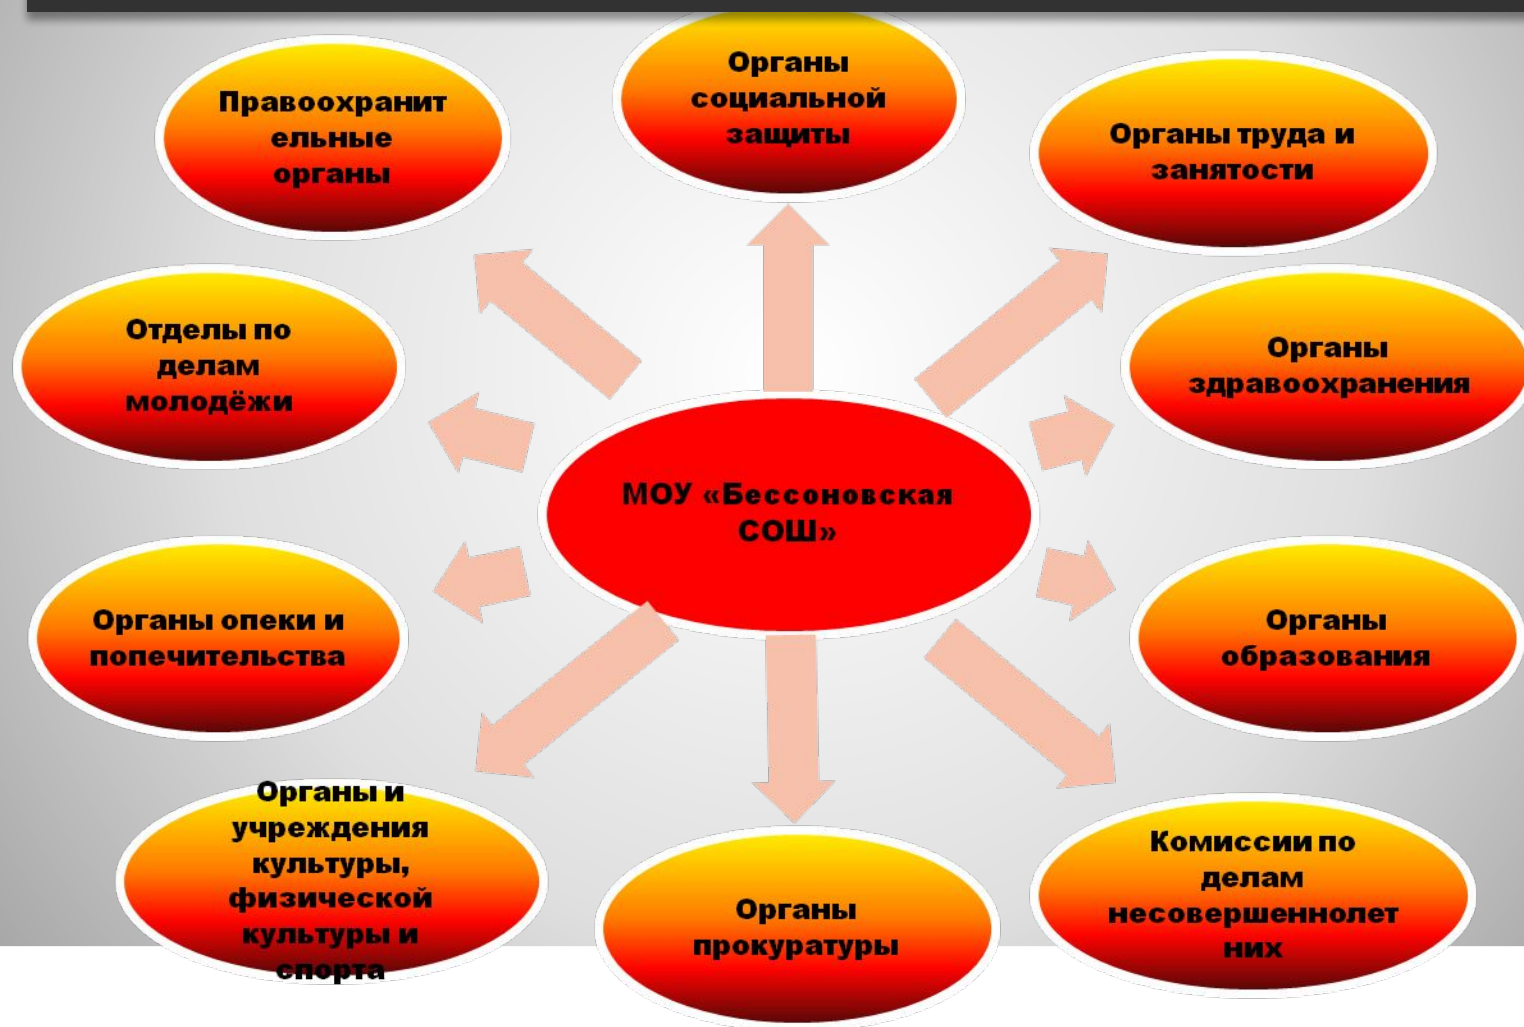 Органы
социальной
защиты
Правоохранит
ельные
органы
Органы труда и
занятости
Отделы по
делам
молодёжи
Органы
здравоохранения
МОУ «Бессоновская
СОШ»
Органы опеки и
попечительства
Органы
образования
Органы и
учреждения
культуры,
физической
культуры и
спорта
Органы
прокуратуры
Комиссии по
делам
несовершеннолет
них